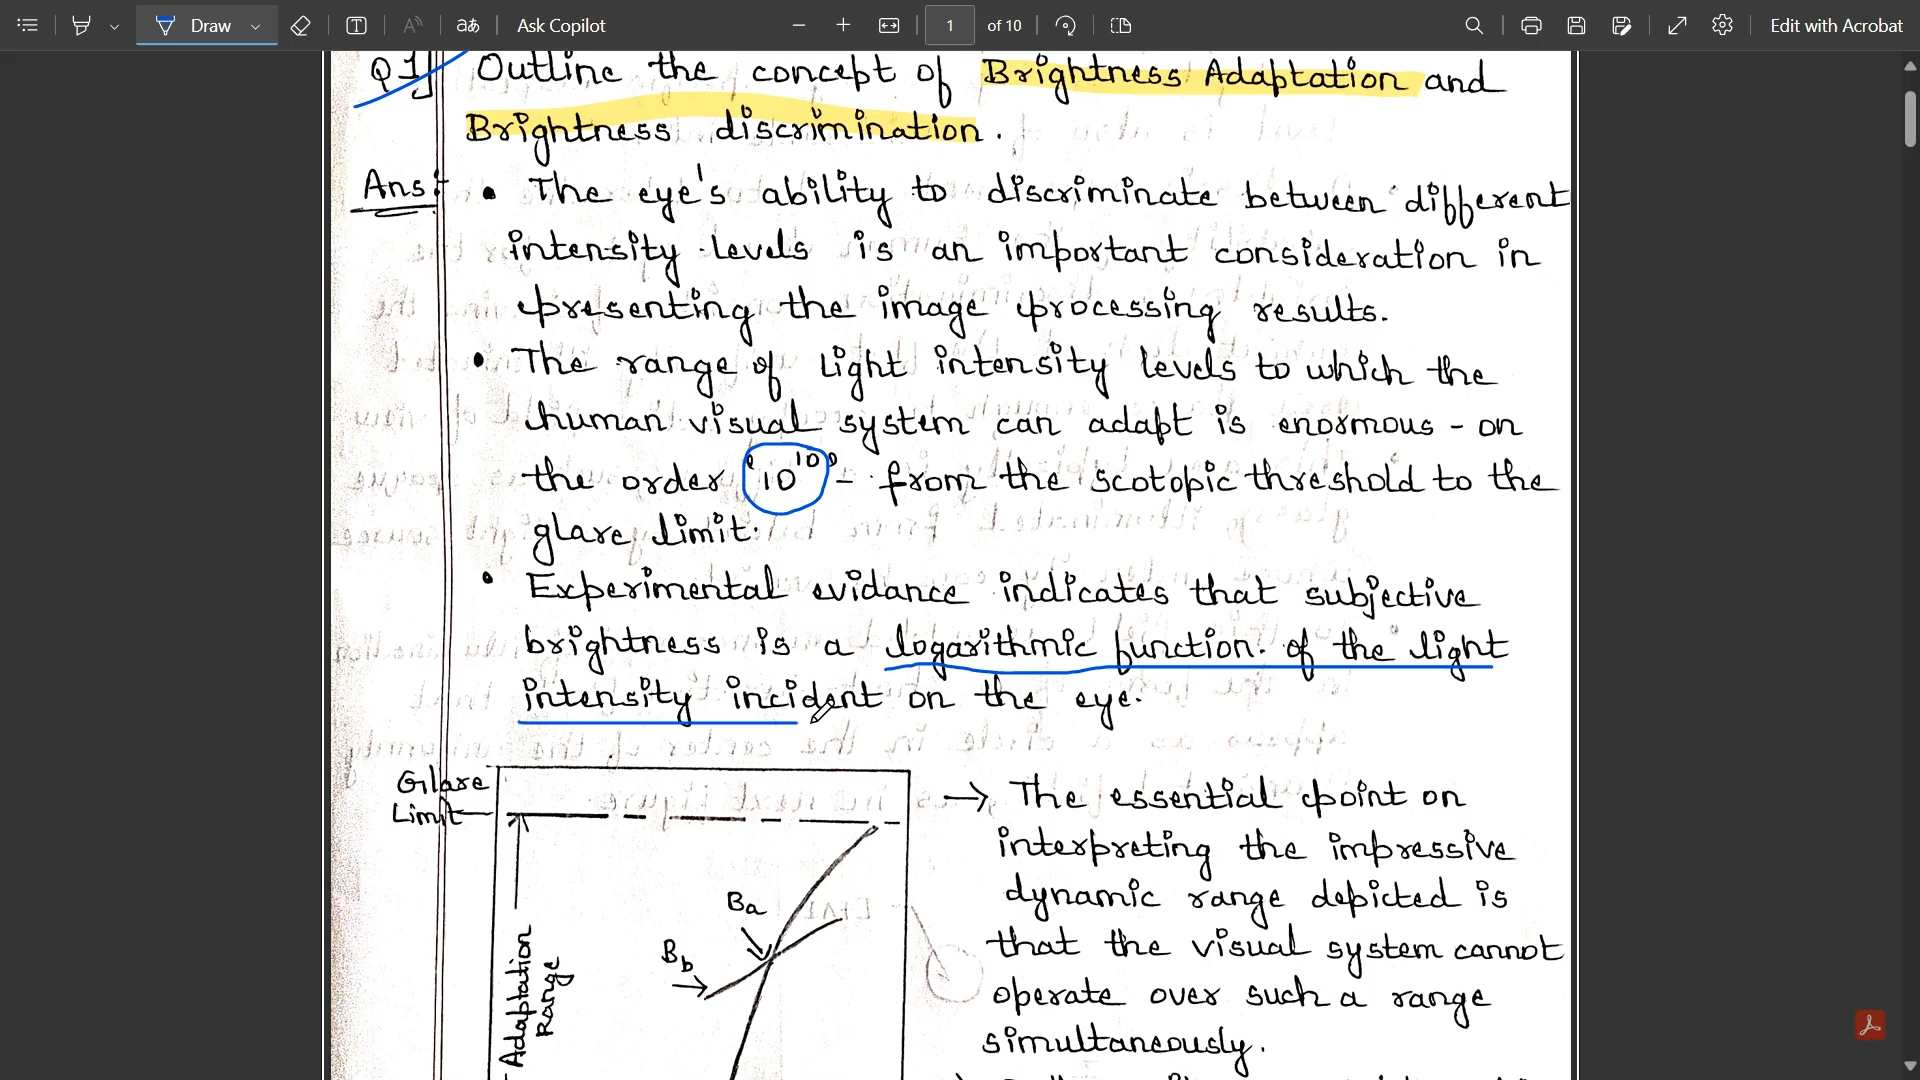 Draw
Ask Copilot
1 of 10
Edit with Acrobat
Q1] Outline the concept of Brightness Adaptation and
Brightness discrimination.
Ans:- • The eye's ability to discriminate between different
intensity levels is an important consideration in
presenting the image processing results.
• The range of light intensity levels to which the
human visual system can adapt is enormous - on
the order '10¹⁰' - from the scotopic threshold to the
glare limit.
• Experimental evidance indicates that subjective
brightness is a logarithmic function of the light
intensity incident on the eye.
Glare
Limit
Adaptation
Range
Ba
Bb
→ The essential point on
interpreting the impressive
dynamic range depicted is
that the visual system cannot
operate over such a range
simultaneously.